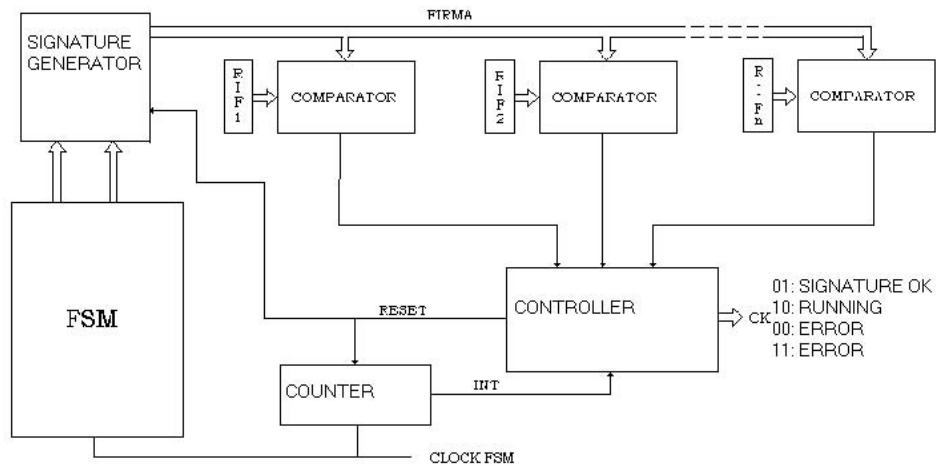 FIRMA
SIGNATURE
GENERATOR
RIF1
COMPARATOR
RIF2
COMPARATOR
COMPARATOR
FSM
RESET
CONTROLLER
CK
01: SIGNATURE OK
10: RUNNING
00: ERROR
11: ERROR
COUNTER
INT
CLOCK FSM